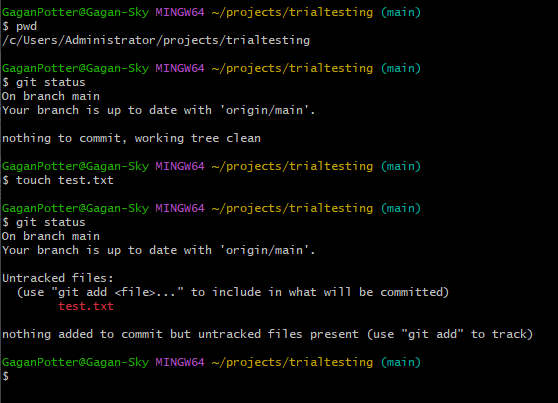 GaganPotter@Gagan-Sky MINGW64 ~/projects/trialtesting (main)
$ pwd
/c/Users/Administrator/projects/trialtesting
GaganPotter@Gagan-Sky MINGW64 ~/projects/trialtesting (main)
$ git status
On branch main
Your branch is up to date with 'origin/main'.
nothing to commit, working tree clean
GaganPotter@Gagan-Sky MINGW64 ~/projects/trialtesting (main)
$ touch test.txt
GaganPotter@Gagan-Sky MINGW64 ~/projects/trialtesting (main)
$ git status
On branch main
Your branch is up to date with 'origin/main'.
Untracked files:
  (use "git add <file>..." to include in what will be committed)
        test.txt
nothing added to commit but untracked files present (use "git add" to track)
GaganPotter@Gagan-Sky MINGW64 ~/projects/trialtesting (main)
$